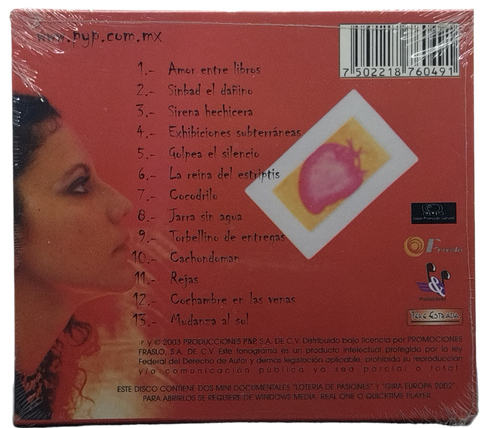 www.pyp.com.mx
7 502218 760491
1.- Amor entre libros
2.- Sinbad el dañino
3.- Sirena hechicera
4.- Exhibiciones subterráneas
5.- Golpea el silencio
6.- La reina del estriptis
7.- Cocodrilo
8.- Jarra sin agua
9.- Torbellino de entregas
10.- Cachondoman
11.- Rejas
12.- Cochambre en las venas
13.- Mudanza al sol
Fraslo
P&P
p y © 2003 PRODUCCIONES P&P, S.A. DE C.V. Distribuido bajo licencia por PROMOCIONES
FRASLO, S.A. DE C.V. Este fonograma es un producto intelectual protegido por la ley
Federal del Derecho de Autor y demás legislación aplicable, prohibida su reproducción
y/o comunicación pública ya sea parcial o total
ESTE DISCO CONTIENE DOS MINI DOCUMENTALES "LOTERIA DE PASIONES" Y "GIRA EUROPA 2002"
PARA ABRIRLOS SE REQUIERE DE WINDOWS MEDIA, REAL ONE O QUICKTIME PLAYER.